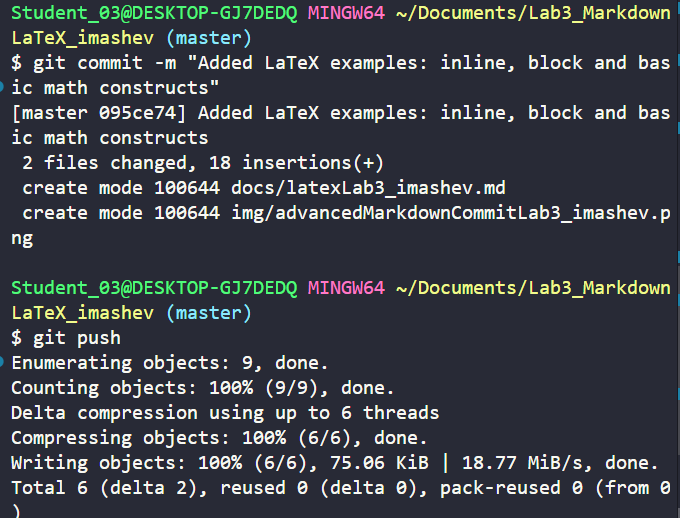 Student_03@DESKTOP-GJ7DEDQ MINGW64 ~/Documents/Lab3_Markdown
LaTeX_imashev (master)
$ git commit -m "Added LaTeX examples: inline, block and bas
ic math constructs"
[master 095ce74] Added LaTeX examples: inline, block and bas
ic math constructs
 2 files changed, 18 insertions(+)
 create mode 100644 docs/latexLab3_imashev.md
 create mode 100644 img/advancedMarkdownCommitLab3_imashev.p
ng
Student_03@DESKTOP-GJ7DEDQ MINGW64 ~/Documents/Lab3_Markdown
LaTeX_imashev (master)
$ git push
Enumerating objects: 9, done.
Counting objects: 100% (9/9), done.
Delta compression using up to 6 threads
Compressing objects: 100% (6/6), done.
Writing objects: 100% (6/6), 75.06 KiB | 18.77 MiB/s, done.
Total 6 (delta 2), reused 0 (delta 0), pack-reused 0 (from 0
)